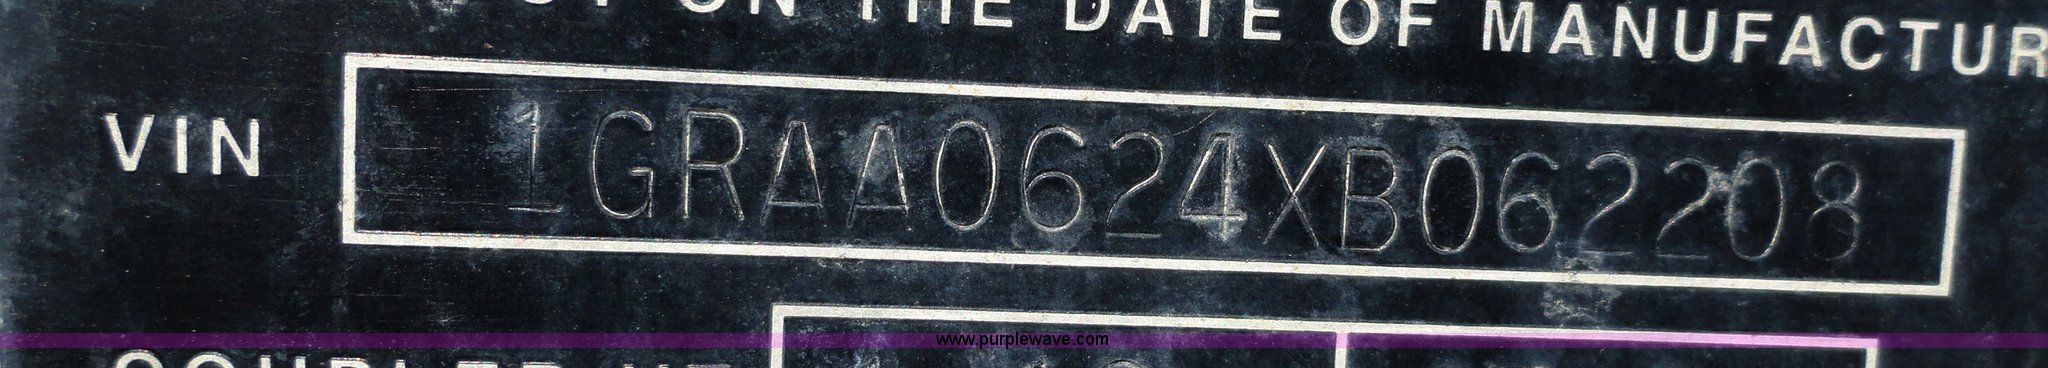 ON THE DATE OF MANUFACTUR
VIN 1GRAA0624XB062208
www.purplewave.com